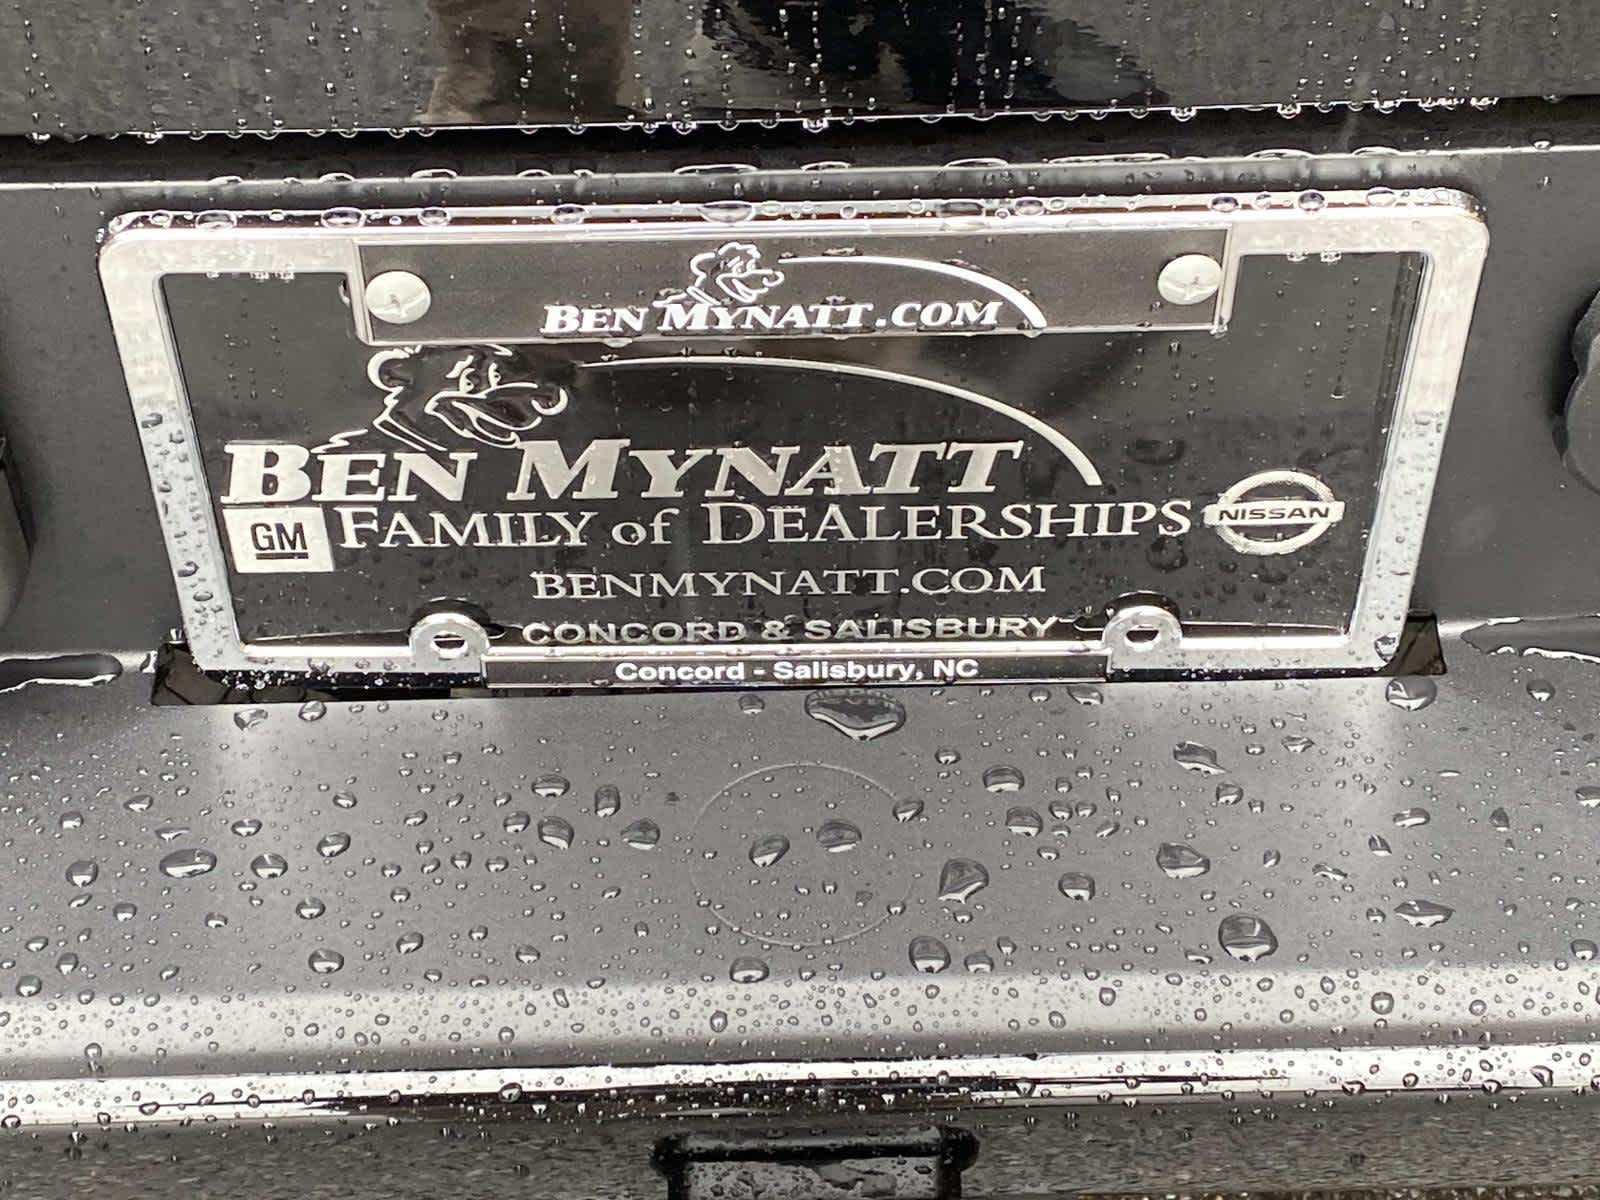 BEN MYNATT.COM
BEN MYNATT
GM FAMILY of DEALERSHIPS NISSAN
BENMYNATT.COM
CONCORD & SALISBURY
Concord - Salisbury, NC